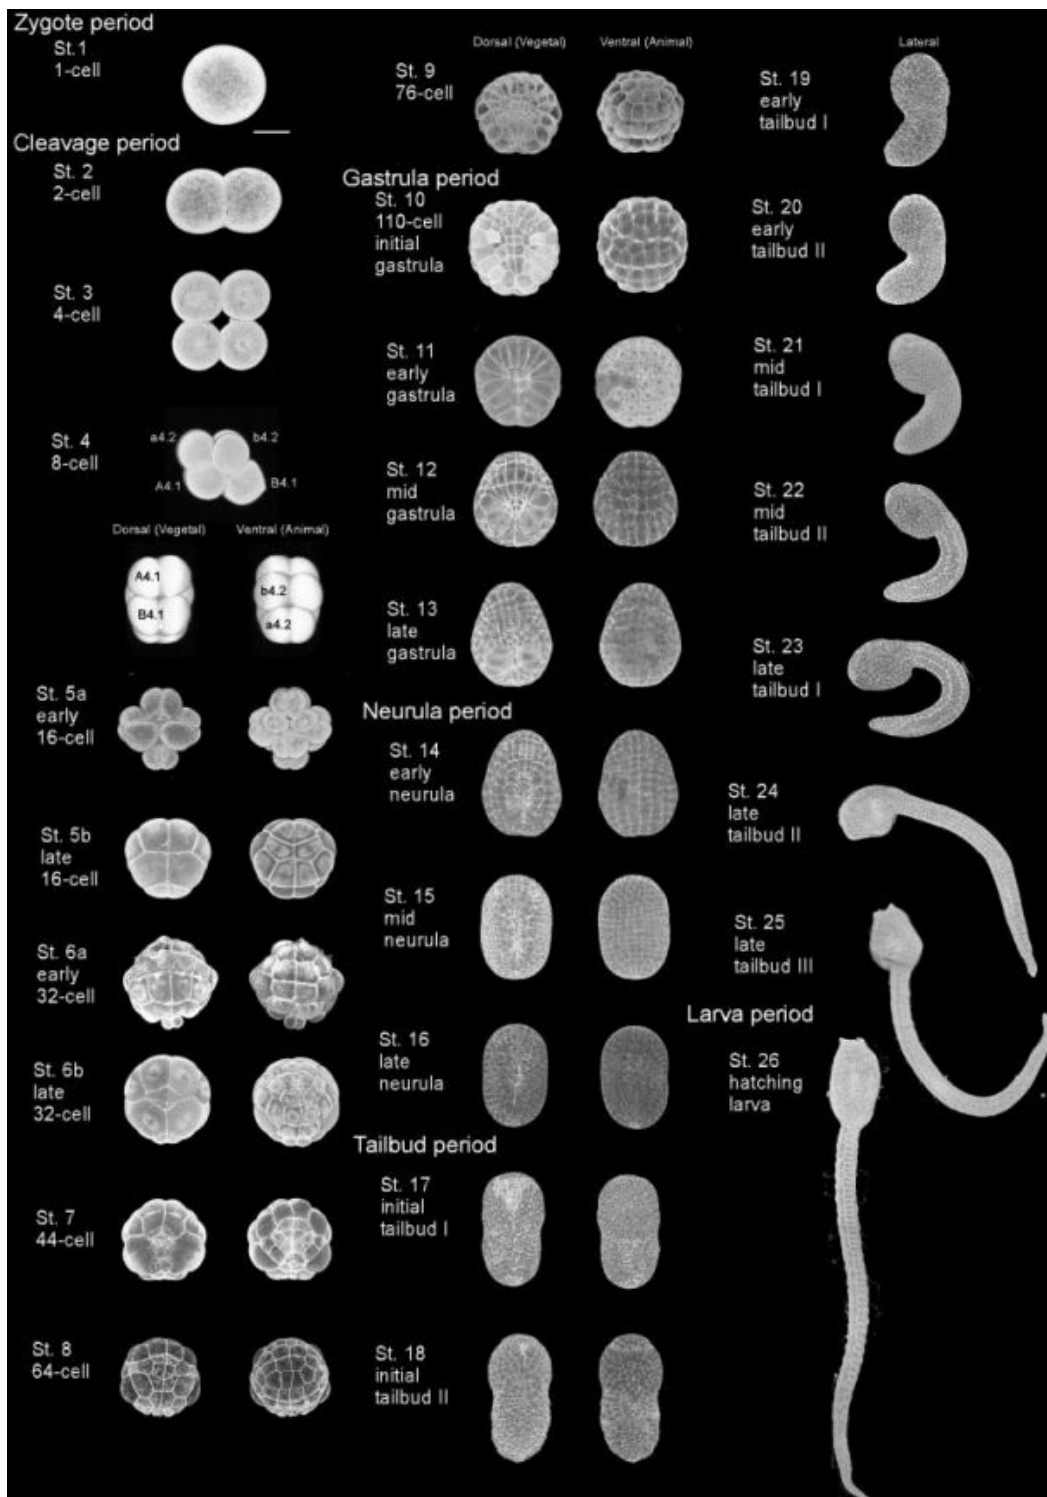 Zygote period
St.1
1-cell
Cleavage period
St. 2
2-cell
St. 3
4-cell
St. 4
8-cell
a4.2
b4.2
A4.1
B4.1
Dorsal (Vegetal)
Ventral (Animal)
A4.1
B4.1
b4.2
a4.2
St. 5a
early
16-cell
St. 5b
late
16-cell
St. 6a
early
32-cell
St. 6b
late
32-cell
St. 7
44-cell
St. 8
64-cell
Dorsal (Vegetal)
Ventral (Animal)
St. 9
76-cell
Gastrula period
St. 10
110-cell
initial
gastrula
St. 11
early
gastrula
St. 12
mid
gastrula
St. 13
late
gastrula
Neurula period
St. 14
early
neurula
St. 15
mid
neurula
St. 16
late
neurula
Tailbud period
St. 17
initial
tailbud I
St. 18
initial
tailbud II
Lateral
St. 19
early
tailbud I
St. 20
early
tailbud II
St. 21
mid
tailbud I
St. 22
mid
tailbud II
St. 23
late
tailbud I
St. 24
late
tailbud II
St. 25
late
tailbud III
Larva period
St. 26
hatching
larva